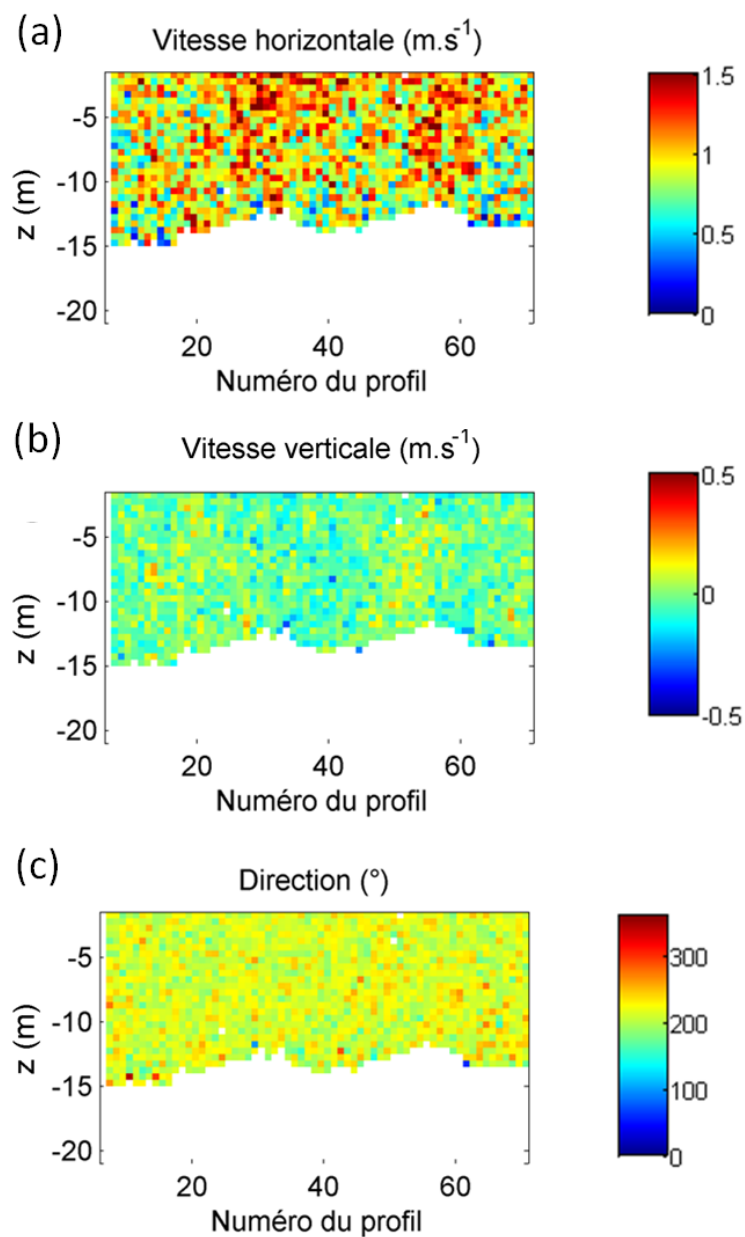 (a)
Vitesse horizontale (m.s⁻¹)
z (m)
-5
-10
-15
-20
20 40 60
Numéro du profil
1.5
1
0.5
0
(b)
Vitesse verticale (m.s⁻¹)
z (m)
-5
-10
-15
-20
20 40 60
Numéro du profil
0.5
0
-0.5
(c)
Direction (°)
z (m)
-5
-10
-15
-20
20 40 60
Numéro du profil
300
200
100
0